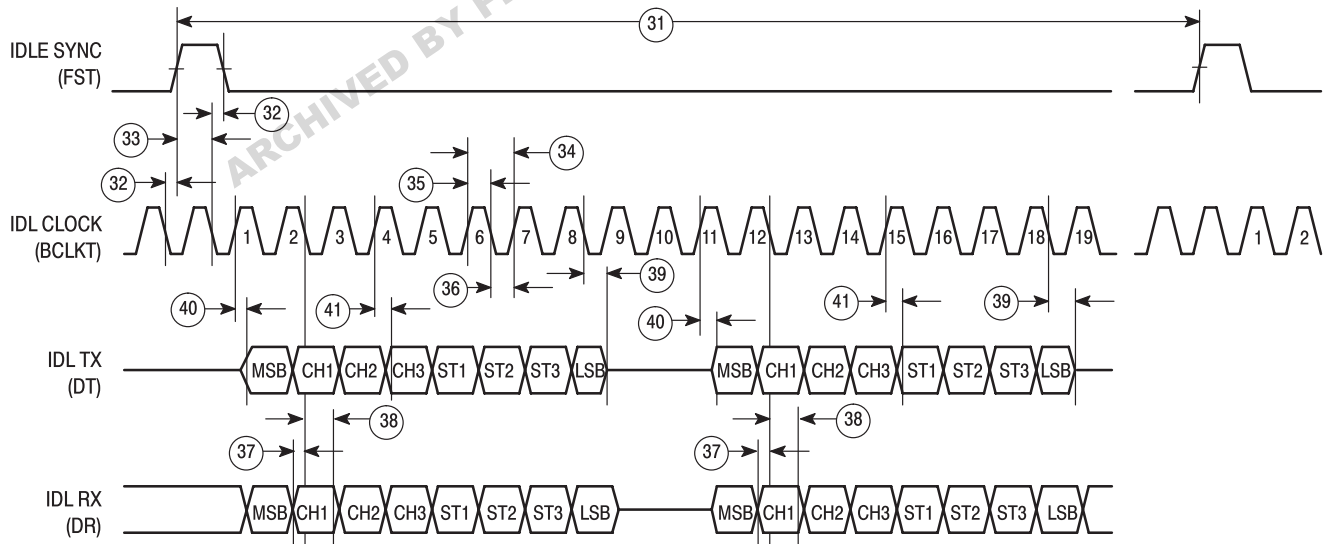 31
IDLE SYNC
(FST)
ARCHIVED BY
32
33
34
35
32
IDL CLOCK
(BCLKT)
1 2 3 4 5 6 7 8 9 10 11 12 13 14 15 16 17 18 19 1 2
39
36
40
41
41
39
40
IDL TX
(DT)
MSB CH1 CH2 CH3 ST1 ST2 ST3 LSB MSB CH1 CH2 CH3 ST1 ST2 ST3 LSB
38
38
37
37
IDL RX
(DR)
MSB CH1 CH2 CH3 ST1 ST2 ST3 LSB MSB CH1 CH2 CH3 ST1 ST2 ST3 LSB